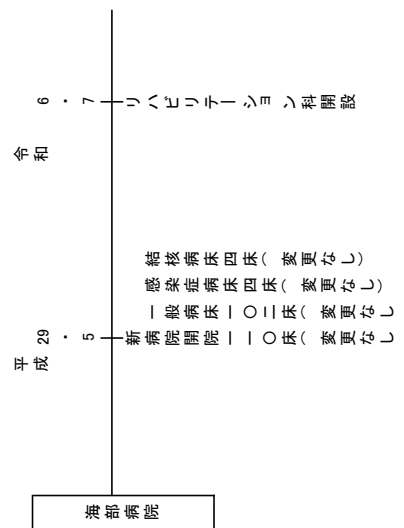 令和
6・7
リハビリテーション科開設
平成
29・5
新病院開院一一〇床(変更なし
一般病床一〇二床(変更なし
感染症病床四床(変更なし)
結核病床四床(変更なし)
海部病院